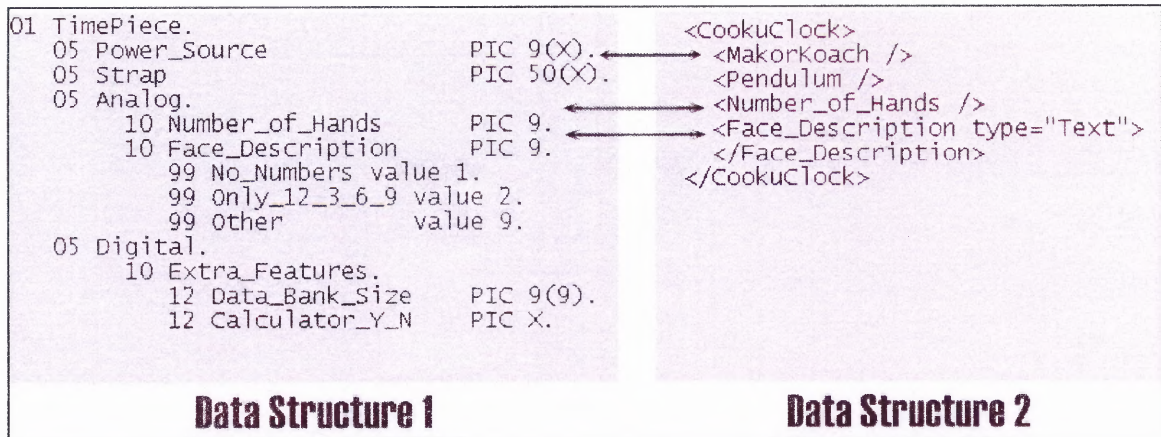 01 TimePiece.
05 Power_Source PIC 9(X).
05 Strap PIC 50(X).
05 Analog.
10 Number_of_Hands PIC 9.
10 Face_Description PIC 9.
99 No_Numbers value 1.
99 Only_12_3_6_9 value 2.
99 Other value 9.
05 Digital.
10 Extra_Features.
12 Data_Bank_Size PIC 9(9).
12 Calculator_Y_N PIC X.
Data Structure 1
<CookuClock>
<MakorKoach />
<Pendulum />
<Number_of_Hands />
<Face_Description type="Text">
</Face_Description>
</CookuClock>
Data Structure 2